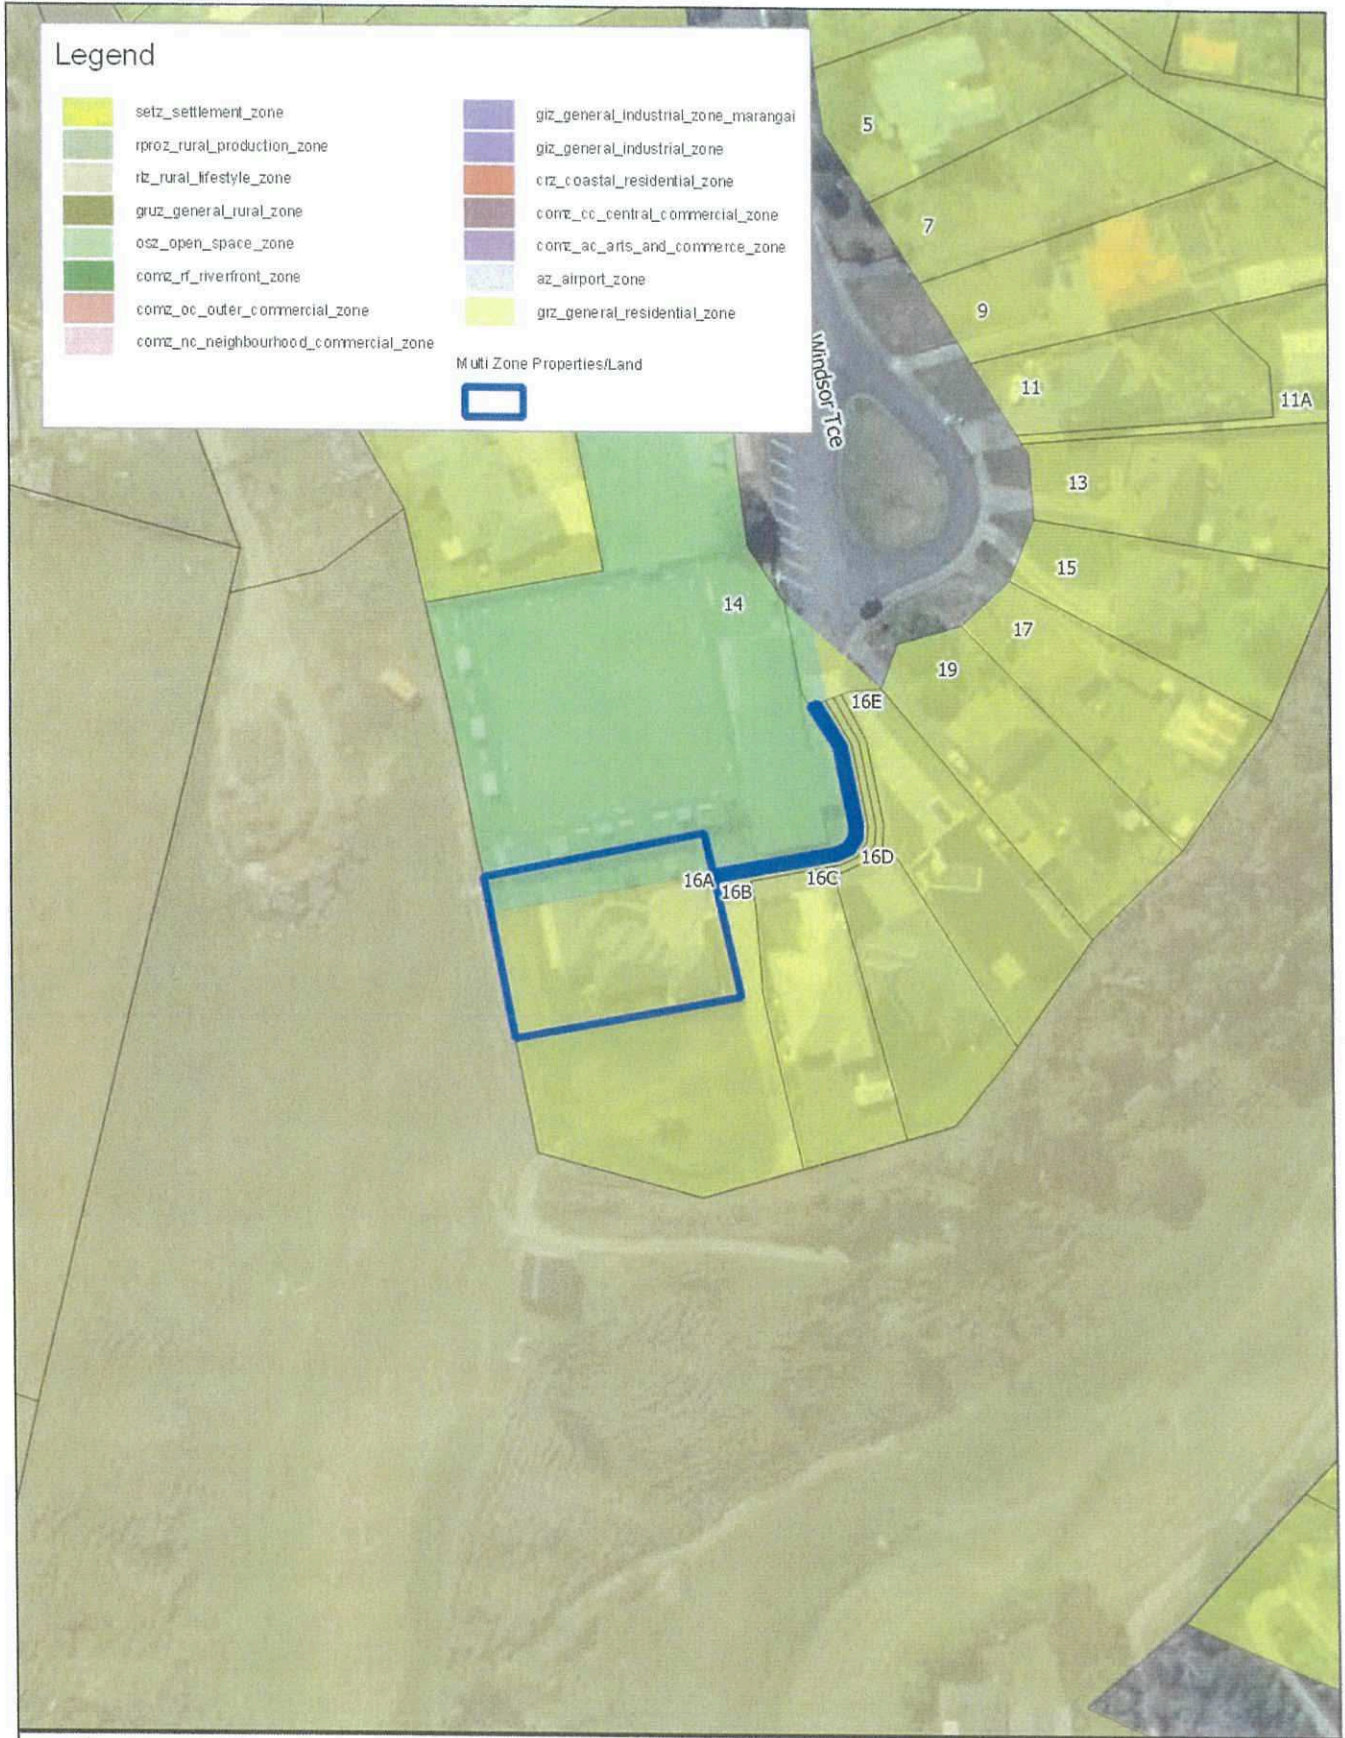 Legend
setz_settlement_zone
rproz_rural_production_zone
rlz_rural_lifestyle_zone
gruz_general_rural_zone
osz_open_space_zone
comz_rf_riverfront_zone
comz_oc_outer_commercial_zone
comz_nc_neighbourhood_commercial_zone
giz_general_industrial_zone_marangai
giz_general_industrial_zone
crz_coastal_residential_zone
comz_cc_central_commercial_zone
comz_ac_arts_and_commerce_zone
az_airport_zone
grz_general_residential_zone
Multi Zone Properties/Land
5
7
9
Windsor Tce
11
11A
13
15
14
17
19
16E
16D
16A
16C
16B